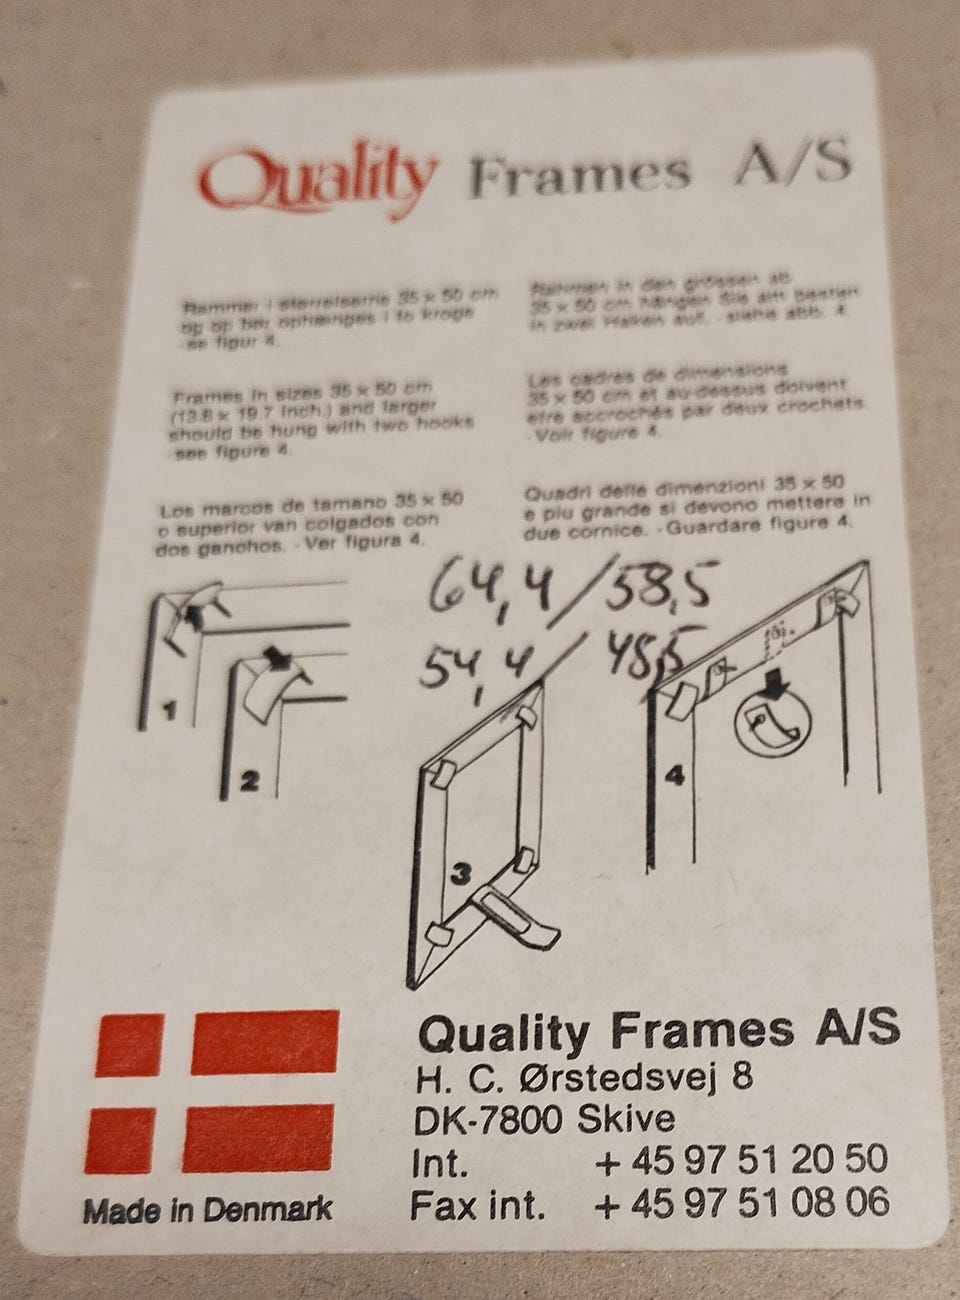 Quality Frames A/S
Rammer i størrelserne 35 x 50 cm
og op bør ophænges i to kroge
- se figur 4.
Rahmen in den grössen ab
35 x 50 cm hängen Sie am besten
in zwei Haken auf. - siehe abb. 4.
Frames in sizes 35 x 50 cm
(13.8 x 19.7 inch.) and larger
should be hung with two hooks
- see figure 4.
Les cadres de dimensions
35 x 50 cm et au-dessus doivent
etre accrochés par deux crochets.
- Voir figure 4.
Los marcos de tamano 35 x 50
o superior van colgados con
dos ganchos. - Ver figura 4.
Quadri delle dimenzioni 35 x 50
e piu grande si devono mettere in
due cornice. - Guardare figure 4.
64,4/58,5
54,4/48,5
1
2
3
4
Quality Frames A/S
H. C. Ørstedsvej 8
DK-7800 Skive
Int. + 45 97 51 20 50
Fax int. + 45 97 51 08 06
Made in Denmark